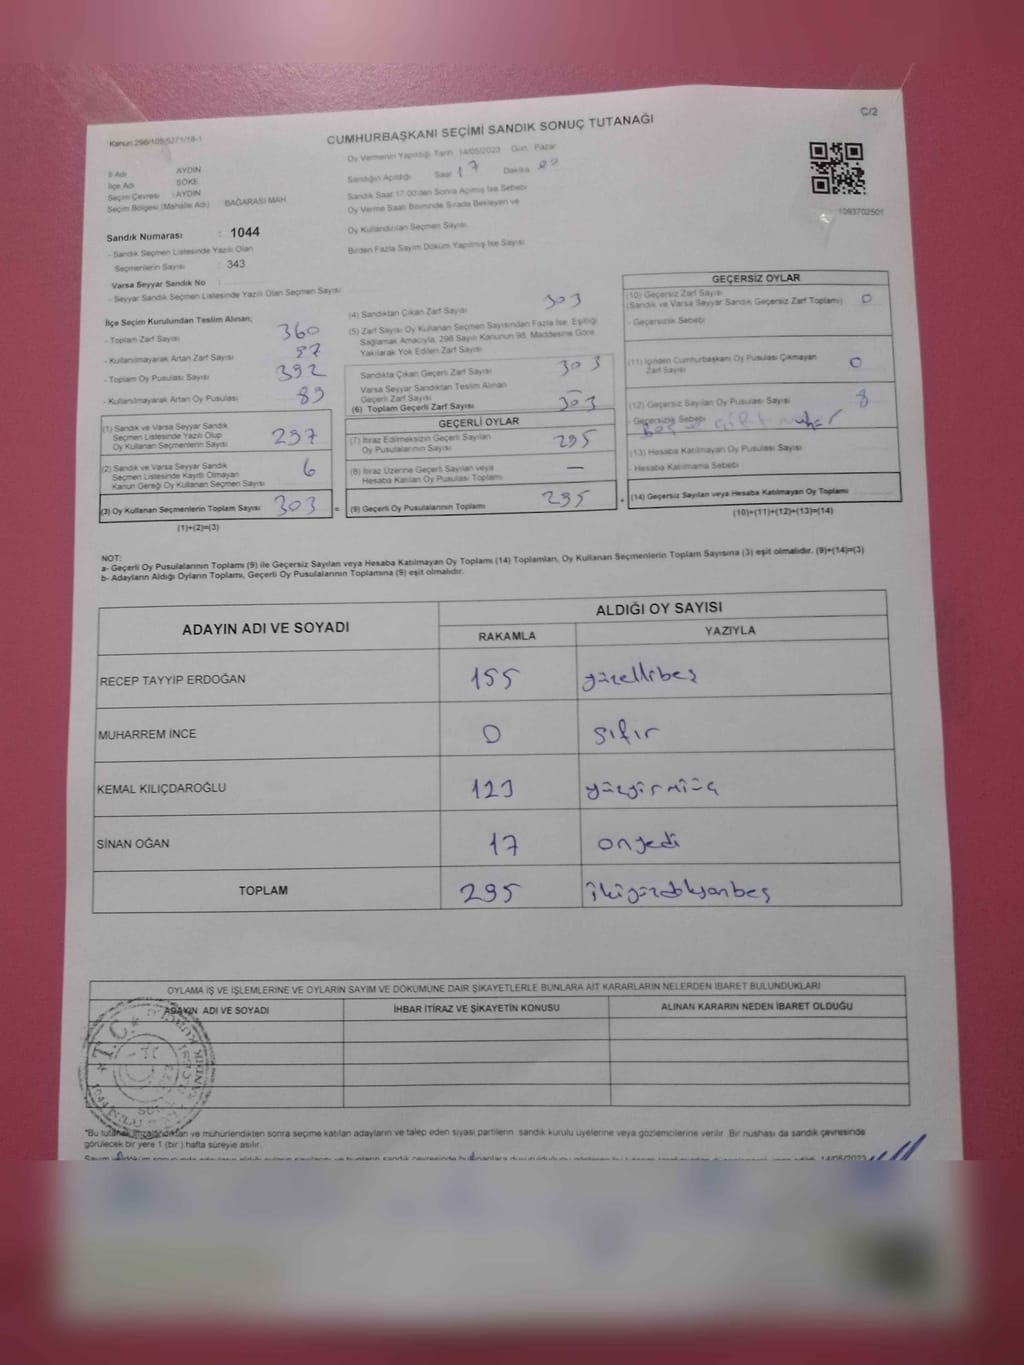 Kanun:298/105/6271/18-1
C/2
CUMHURBAŞKANI SEÇİMİ SANDIK SONUÇ TUTANAĞI
İl Adı AYDIN
İlçe Adı SÖKE
Seçim Çevresi : AYDIN
Seçim Bölgesi (Mahalle Adı) BAĞARASI MAH.
Sandık Numarası : 1044
- Sandık Seçmen Listesinde Yazılı Olan
Seçmenlerin Sayısı : 343
Varsa Seyyar Sandık No :
- Seyyar Sandık Seçmen Listesinde Yazılı Olan Seçmen Sayısı
Oy Vermenin Yapıldığı Tarih 14/05/2023 Gün. Pazar
Sandığın Açıldığı Saat 17 Dakika 00
Sandık Saat 17:00'den Sonra Açılmış İse Sebebi
Oy Verme Saati Bitiminde Sırada Bekleyen ve
Oy Kullandırılan Seçmen Sayısı
Birden Fazla Sayım Döküm Yapılmış İse Sayısı
1093702501
İlçe Seçim Kurulundan Teslim Alınan;
- Toplam Zarf Sayısı 360
- Kullanılmayarak Artan Zarf Sayısı 57
- Toplam Oy Pusulası Sayısı 392
- Kullanılmayarak Artan Oy Pusulası 89
(1) Sandık ve Varsa Seyyar Sandık
Seçmen Listesinde Yazılı Olup
Oy Kullanan Seçmenlerin Sayısı 297
(2) Sandık ve Varsa Seyyar Sandık
Seçmen Listesinde Kayıtlı Olmayan
Kanun Gereği Oy Kullanan Seçmen Sayısı 6
(3) Oy Kullanan Seçmenlerin Toplam Sayısı 303 =
(1)+(2)=(3)
(4) Sandıktan Çıkan Zarf Sayısı 303
(5) Zarf Sayısı Oy Kullanan Seçmen Sayısından Fazla İse, Eşitliği
Sağlamak Amacıyla, 298 Sayılı Kanunun 98. Maddesine Göre
Yakılarak Yok Edilen Zarf Sayısı
Sandıkta Çıkan Geçerli Zarf Sayısı 303
Varsa Seyyar Sandıktan Teslim Alınan
Geçerli Zarf Sayısı —
(6) Toplam Geçerli Zarf Sayısı 303
GEÇERLİ OYLAR
(7) İtiraz Edilmeksizin Geçerli Sayılan
Oy Pusulalarının Sayısı 295
(8) İtiraz Üzerine Geçerli Sayılan veya
Hesaba Katılan Oy Pusulası Toplamı —
(9) Geçerli Oy Pusulalarının Toplamı 295 +
GEÇERSİZ OYLAR
(10) Geçersiz Zarf Sayısı
(Sandık ve Varsa Seyyar Sandık Geçersiz Zarf Toplamı) 0
- Geçersizlik Sebebi
(11) İçinden Cumhurbaşkanı Oy Pusulası Çıkmayan
Zarf Sayısı 0
(12) Geçersiz Sayılan Oy Pusulası Sayısı 8
- Geçersizlik Sebebi
Boş ve çift mühür
(13) Hesaba Katılmayan Oy Pusulası Sayısı
- Hesaba Katılmama Sebebi
(14) Geçersiz Sayılan veya Hesaba Katılmayan Oy Toplamı
(10)+(11)+(12)+(13)=(14)
NOT:
a- Geçerli Oy Pusulalarının Toplamı (9) ile Geçersiz Sayılan veya Hesaba Katılmayan Oy Toplamı (14) Toplamları, Oy Kullanan Seçmenlerin Toplam Sayısına (3) eşit olmalıdır. (9)+(14)=(3)
b- Adayların Aldığı Oyların Toplamı, Geçerli Oy Pusulalarının Toplamına (9) eşit olmalıdır.
ADAYIN ADI VE SOYADI
ALDIĞI OY SAYISI
RAKAMLA YAZIYLA
RECEP TAYYİP ERDOĞAN 155 yüzellibeş
MUHARREM İNCE 0 sıfır
KEMAL KILIÇDAROĞLU 123 yüzyirmiüç
SİNAN OĞAN 17 onyedi
TOPLAM 295 ikiyüzdoksanbeş
OYLAMA İŞ VE İŞLEMLERİNE VE OYLARIN SAYIM VE DÖKÜMÜNE DAİR ŞİKAYETLERLE BUNLARA AİT KARARLARIN NELERDEN İBARET BULUNDUKLARI
ADAYIN ADI VE SOYADI
İHBAR İTİRAZ VE ŞİKAYETİN KONUSU
ALINAN KARARIN NEDEN İBARET OLDUĞU
T.C.
*Bu tutanak imzalandıktan ve mühürlendikten sonra seçime katılan adayların ve talep eden siyasi partilerin sandık kurulu üyelerine veya gözlemcilerine verilir. Bir nüshası da sandık çevresinde
görülecek bir yere 1 (bir) hafta süreyle asılır.